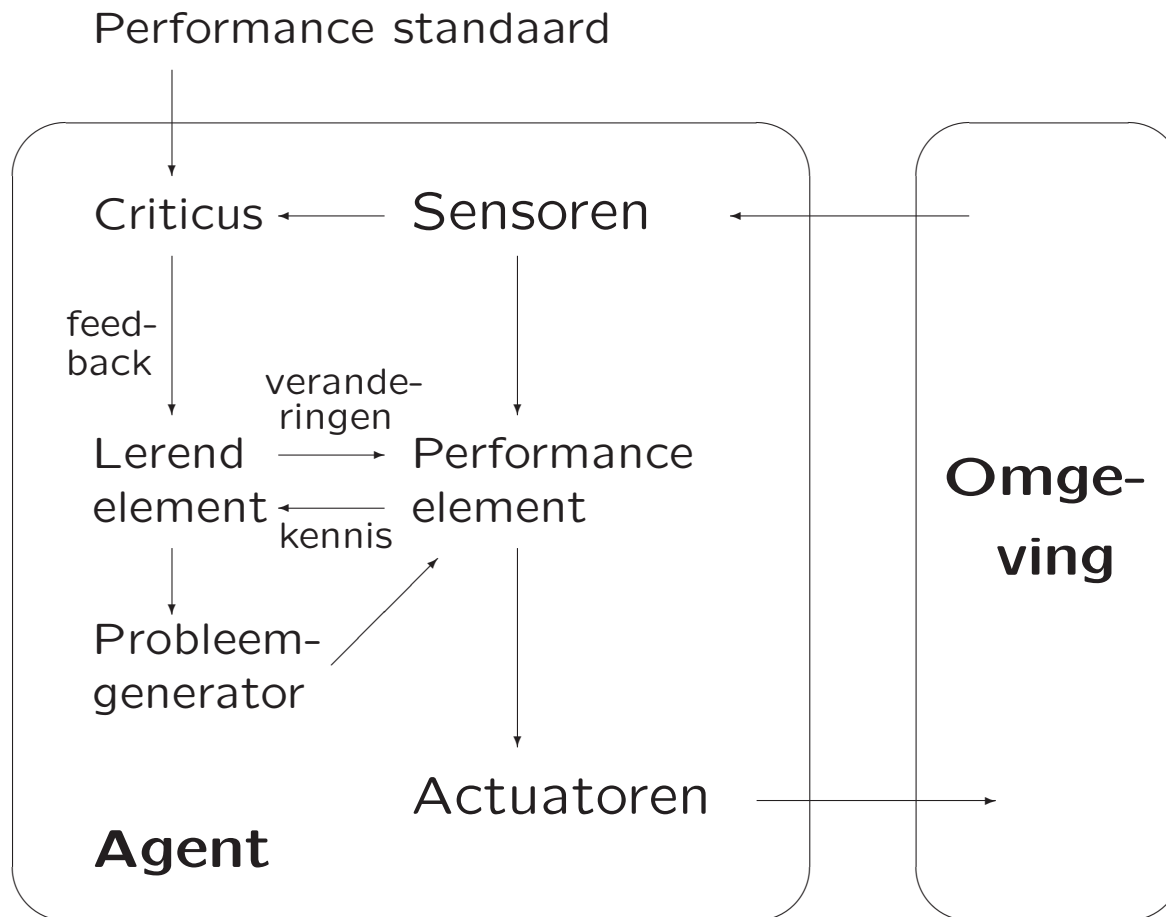 Performance standaard
Criticus
Sensoren
feed-
back
verande-
ringen
Lerend
element
Performance
element
kennis
Omge-
ving
Probleem-
generator
Actuatoren
Agent